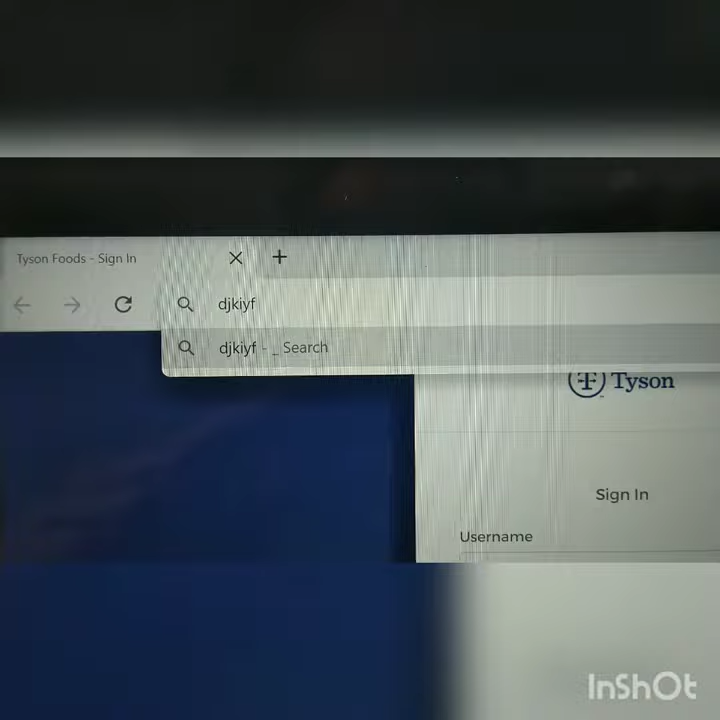 Tyson Foods - Sign In
djkiyf
djkiyf - _ Search
Tyson
Sign In
Username
InShOt